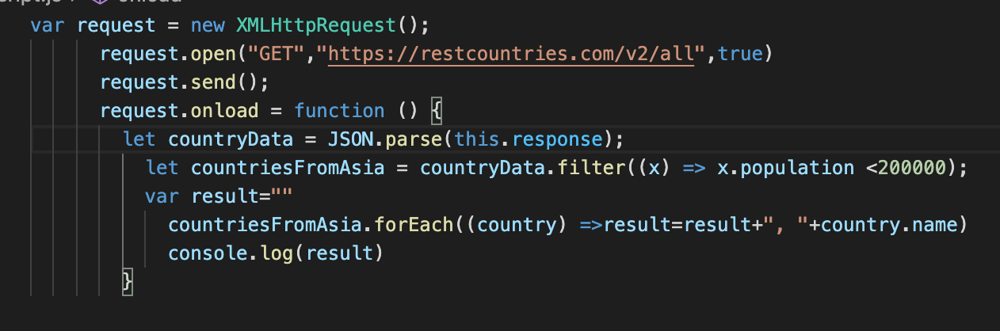 var request = new XMLHttpRequest();
request.open("GET","https://restcountries.com/v2/all",true)
request.send();
request.onload = function () {
let countryData = JSON.parse(this.response);
let countriesFromAsia = countryData.filter((x) => x.population <200000);
var result=""
countriesFromAsia.forEach((country) =>result=result+", "+country.name)
console.log(result)
}